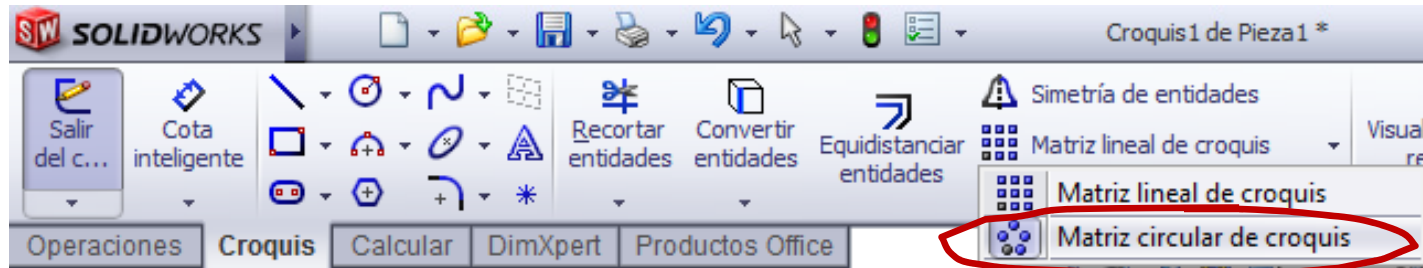 SOLIDWORKS
Croquis1 de Pieza1 *
Salir
del c...
Cota
inteligente
Recortar
entidades
Convertir
entidades
Equidistanciar
entidades
Simetría de entidades
Matriz lineal de croquis
Matriz lineal de croquis
Matriz circular de croquis
Operaciones Croquis Calcular DimXpert Productos Office